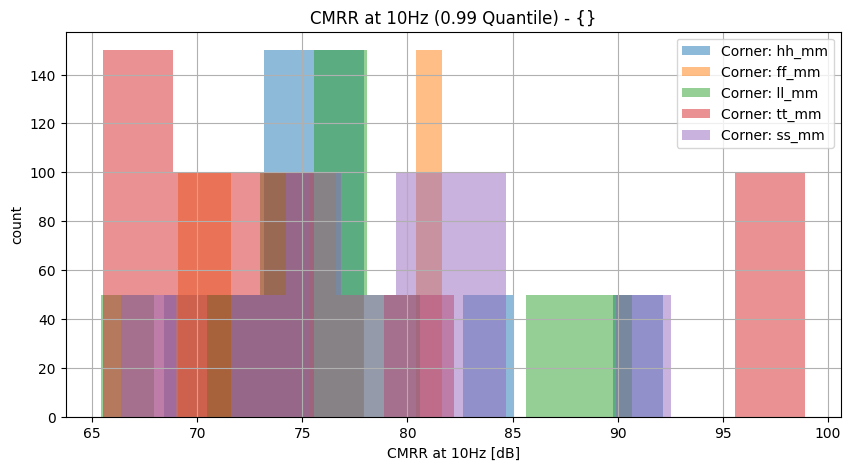 CMRR at 10Hz (0.99 Quantile) - {}
Corner: hh_mm
Corner: ff_mm
Corner: ll_mm
Corner: tt_mm
Corner: ss_mm
count
140
120
100
80
60
40
20
0
65 70 75 80 85 90 95 100
CMRR at 10Hz [dB]